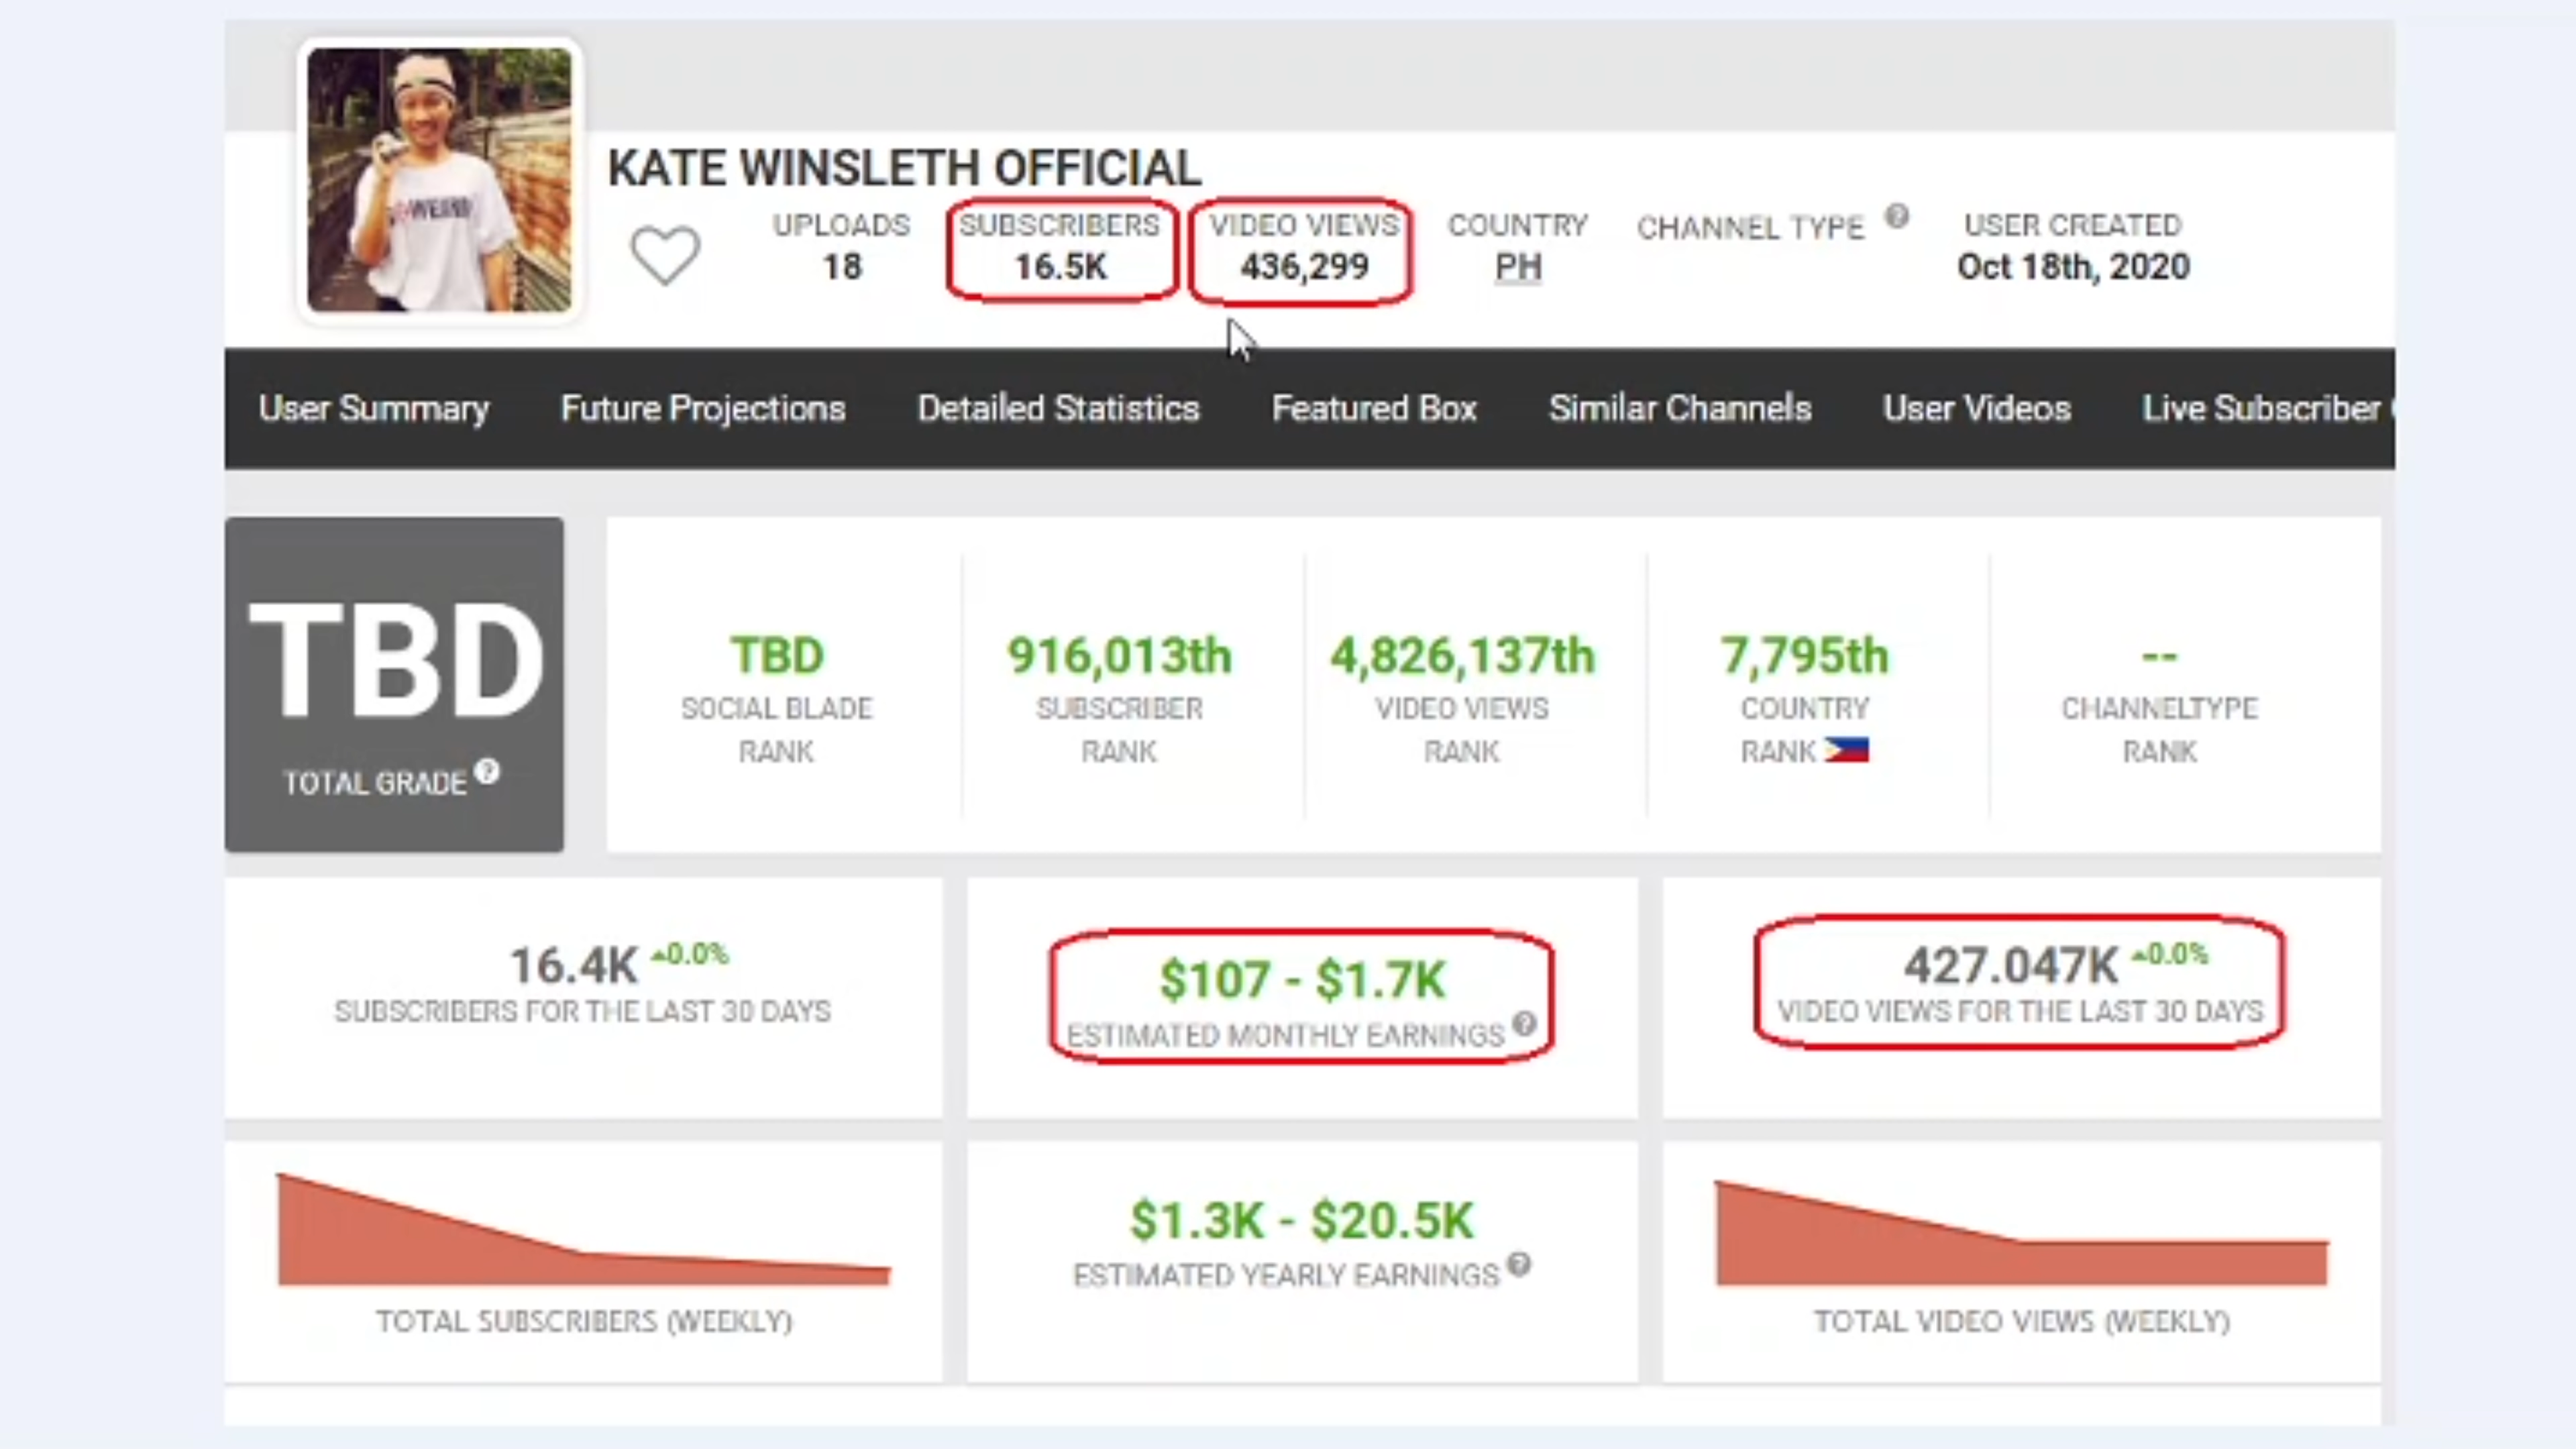 KATE WINSLETH OFFICIAL
UPLOADS
18
SUBSCRIBERS
16.5K
VIDEO VIEWS
436,299
COUNTRY
PH
CHANNEL TYPE ?
USER CREATED
Oct 18th, 2020
User Summary
Future Projections
Detailed Statistics
Featured Box
Similar Channels
User Videos
Live Subscriber
TBD
TOTAL GRADE ?
TBD
SOCIAL BLADE
RANK
916,013th
SUBSCRIBER
RANK
4,826,137th
VIDEO VIEWS
RANK
7,795th
COUNTRY
RANK
--
CHANNELTYPE
RANK
16.4K 0.0%
SUBSCRIBERS FOR THE LAST 30 DAYS
$107 - $1.7K
ESTIMATED MONTHLY EARNINGS ?
427.047K 0.0%
VIDEO VIEWS FOR THE LAST 30 DAYS
TOTAL SUBSCRIBERS (WEEKLY)
$1.3K - $20.5K
ESTIMATED YEARLY EARNINGS ?
TOTAL VIDEO VIEWS (WEEKLY)